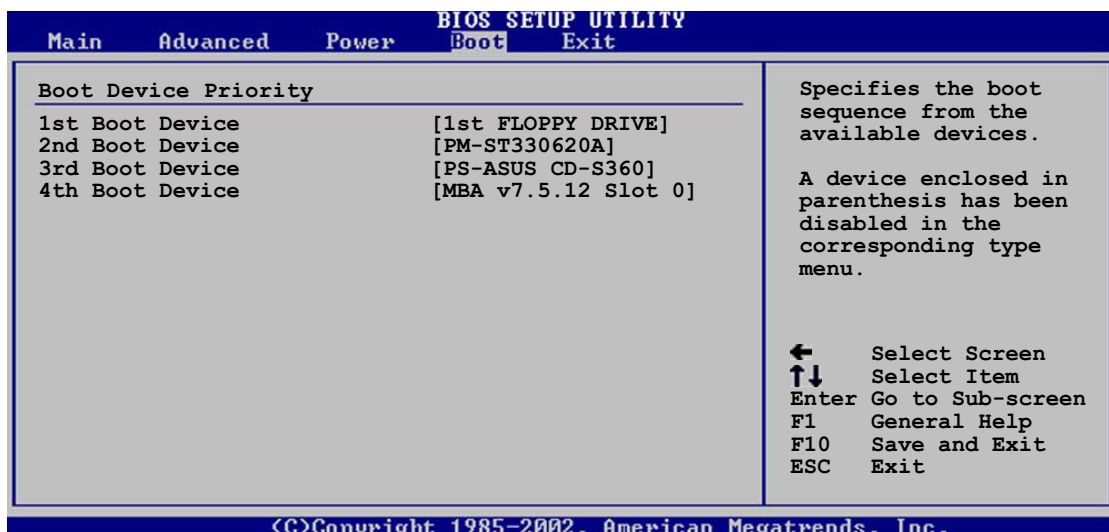 BIOS SETUP UTILITY
Main Advanced Power Boot Exit
Boot Device Priority
1st Boot Device [1st FLOPPY DRIVE]
2nd Boot Device [PM-ST330620A]
3rd Boot Device [PS-ASUS CD-S360]
4th Boot Device [MBA v7.5.12 Slot 0]
Specifies the boot
sequence from the
available devices.
A device enclosed in
parenthesis has been
disabled in the
corresponding type
menu.
← Select Screen
↑↓ Select Item
Enter Go to Sub-screen
F1 General Help
F10 Save and Exit
ESC Exit
(C)Copyright 1985-2002, American Megatrends, Inc.